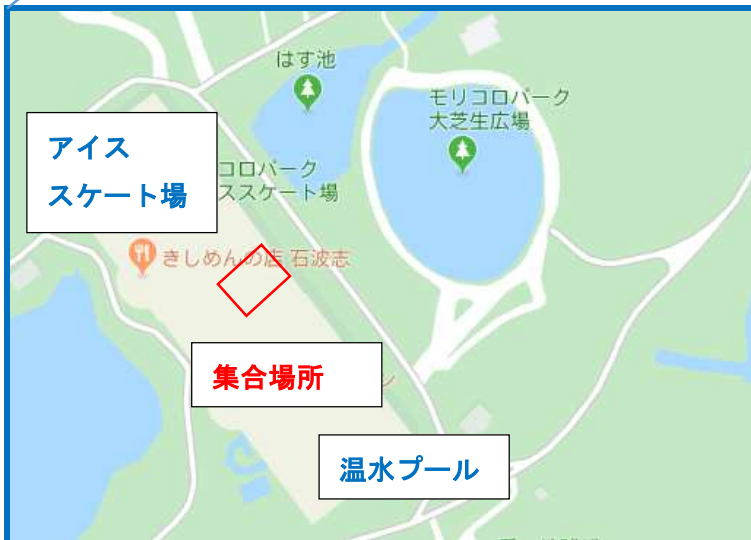 はす池
モリコロパーク
大芝生広場
アイス
スケート場
コロパーク
ススケート場
きしめんの店 石波志
集合場所
温水プール